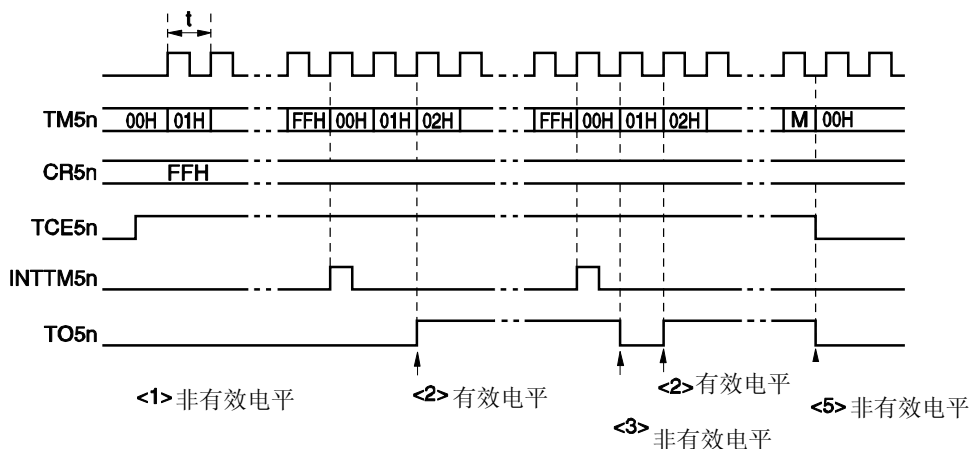 t
TM5n 00H 01H FFH 00H 01H 02H FFH 00H 01H 02H M 00H
CR5n FFH
TCE5n
INTTM5n
TO5n
<1> 非有效电平 <2> 有效电平 <2> 有效电平 <5> 非有效电平
<3> 非有效电平